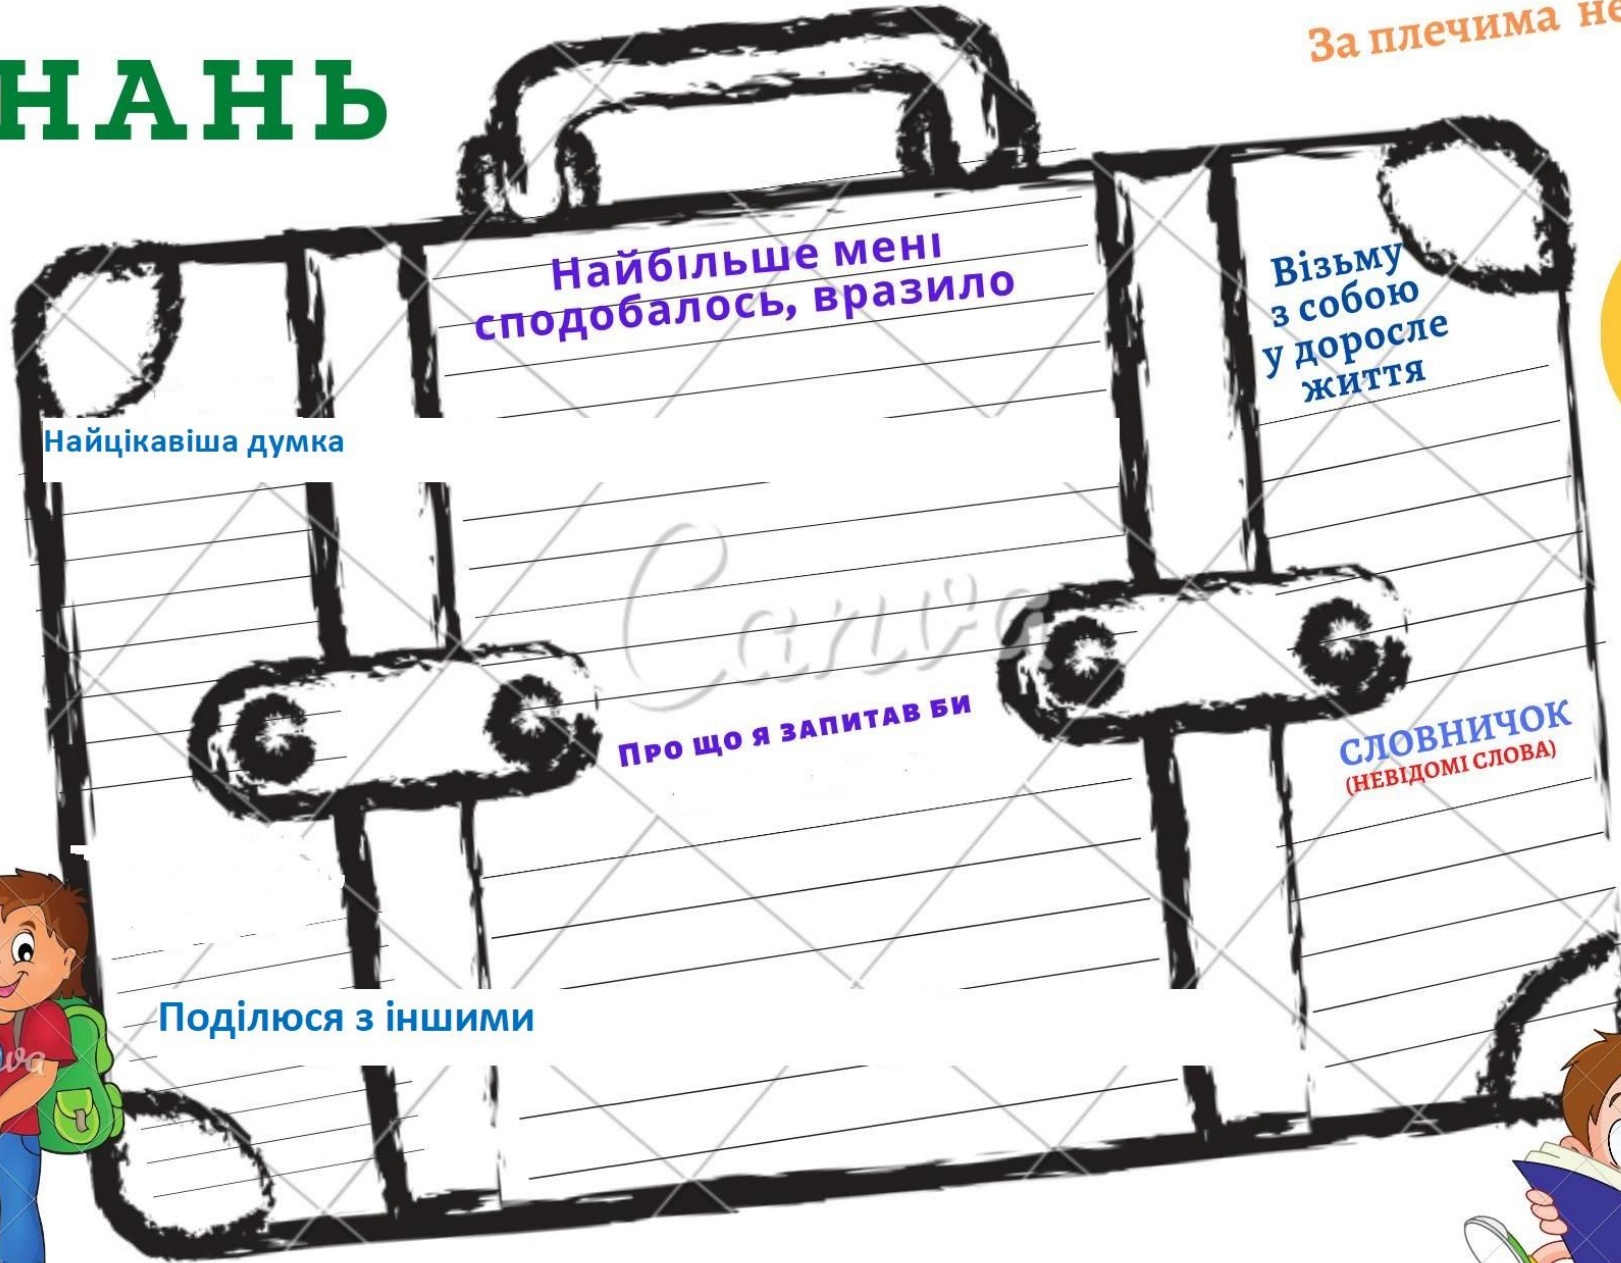 НАНЬ
За плечима не
Найбільше мені
сподобалось, вразило
Візьму
з собою
у доросле
життя
Найцікавіша думка
Canva
Про що я запитав би
СЛОВНИЧОК
(НЕВІДОМІ СЛОВА)
Поділюся з іншими